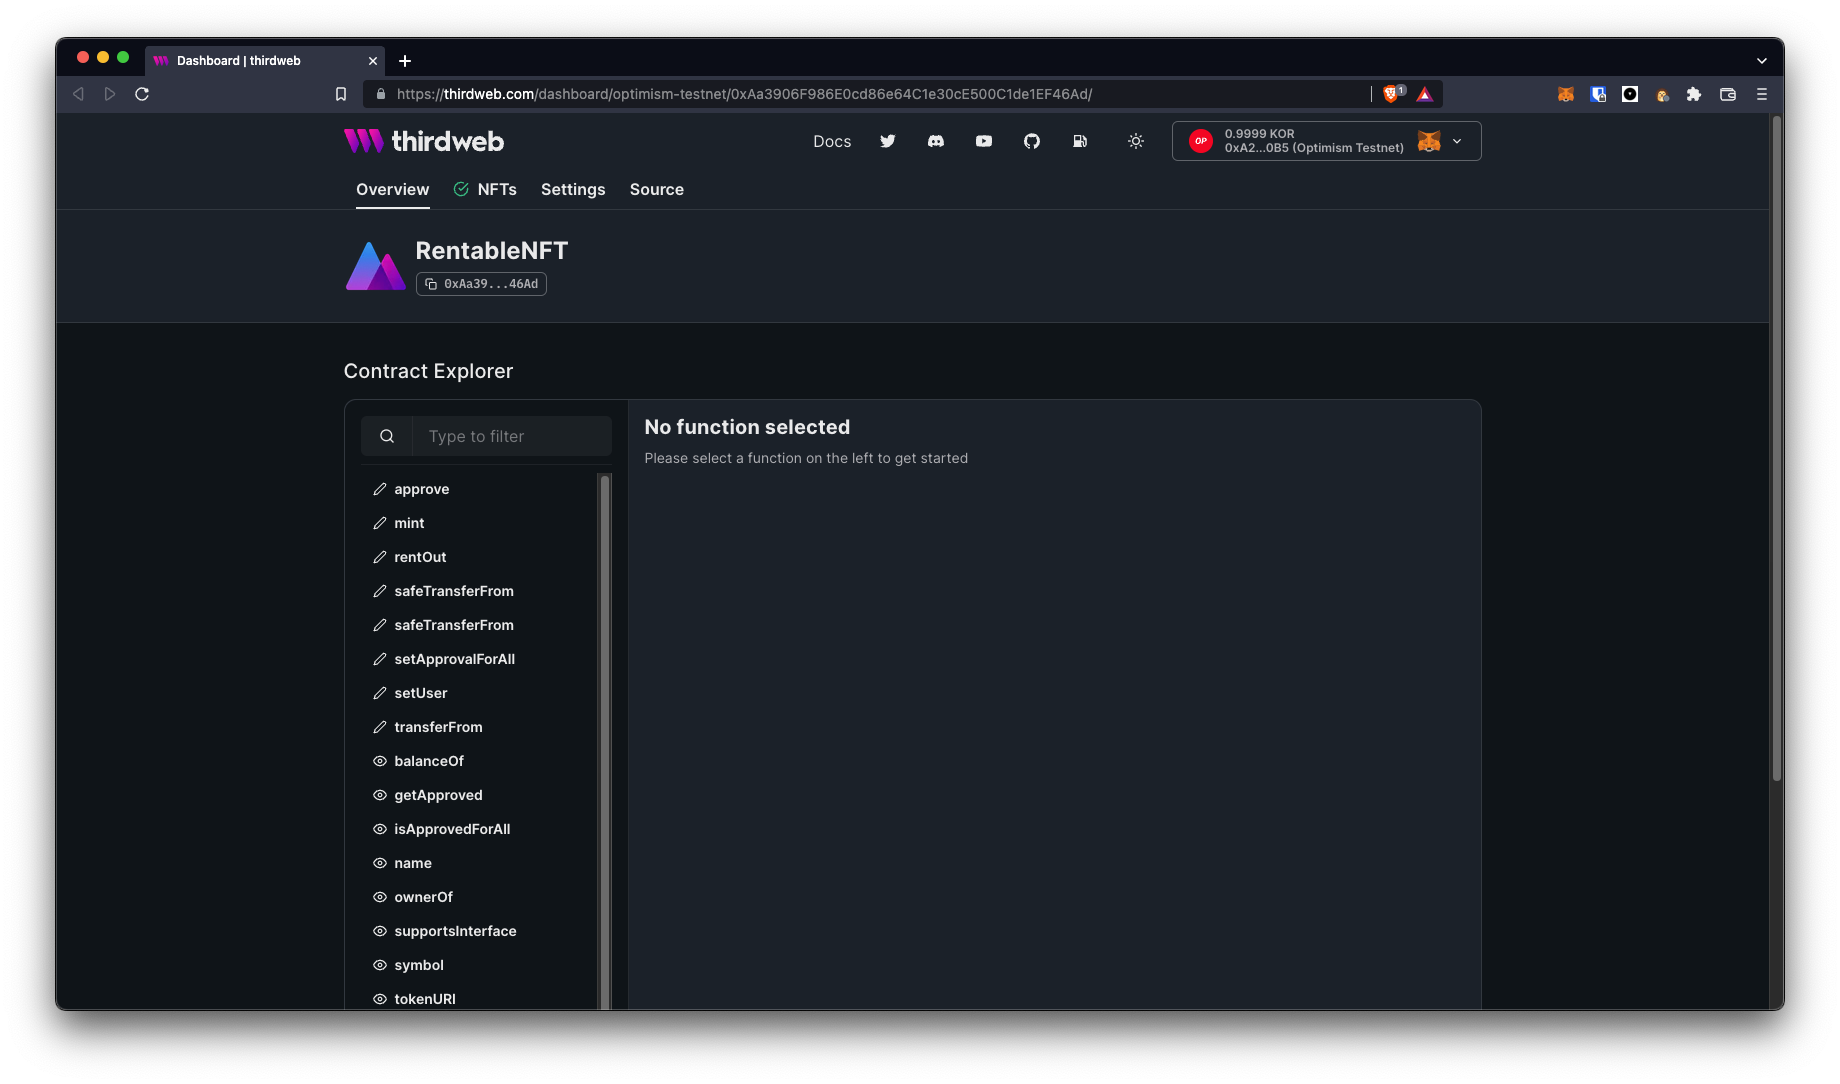 Dashboard | thirdweb
https://thirdweb.com/dashboard/optimism-testnet/0xAa3906F986E0cd86e64C1e30cE500C1de1EF46Ad/
1
thirdweb
Docs
OP
0.9999 KOR
0xA2...0B5 (Optimism Testnet)
Overview
NFTs
Settings
Source
RentableNFT
0xAa39...46Ad
Contract Explorer
Type to filter
No function selected
Please select a function on the left to get started
approve
mint
rentOut
safeTransferFrom
safeTransferFrom
setApprovalForAll
setUser
transferFrom
balanceOf
getApproved
isApprovedForAll
name
ownerOf
supportsInterface
symbol
tokenURI